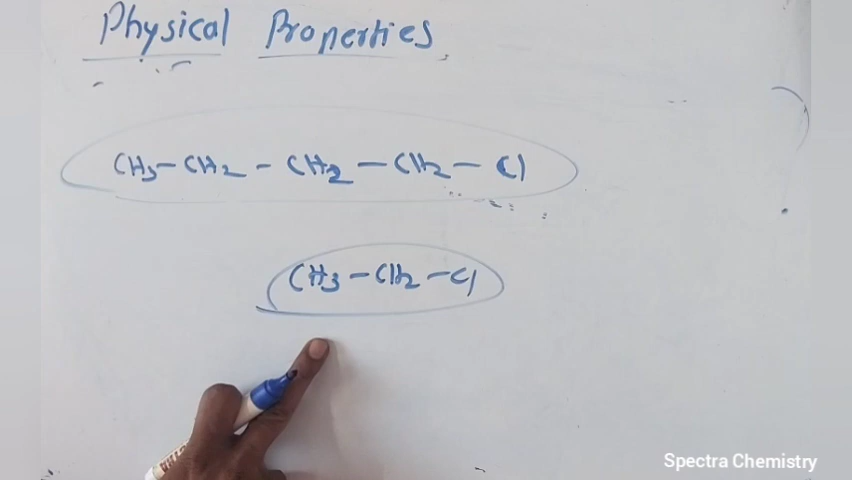 Physical Properties
CH3-CH2-CH2-CH2-Cl
CH3-CH2-Cl
Spectra Chemistry